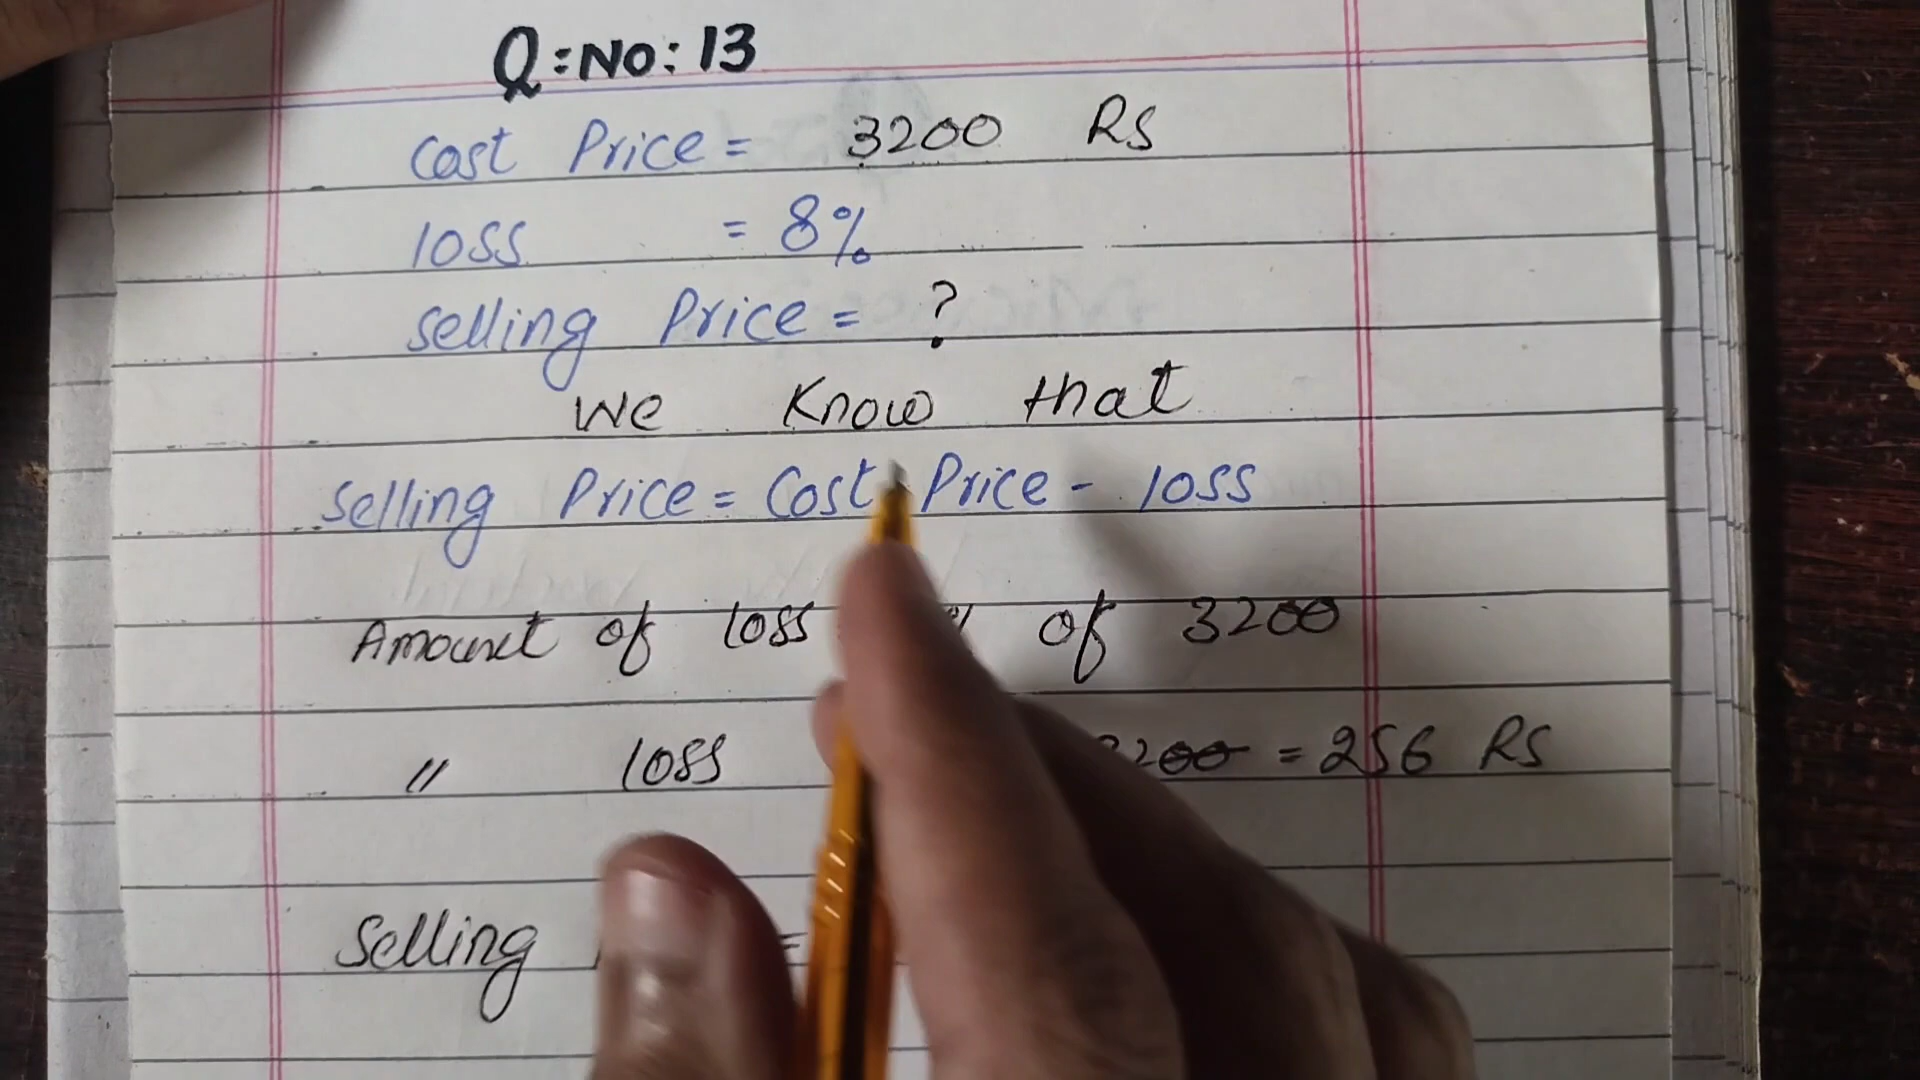 Q:No: 13
Cost Price = 3200 RS
loss = 8%
Selling Price = ?
We Know that
Selling Price = Cost Price - loss
Amount of loss % of 3200
" loss 200 = 256 RS
Selling =